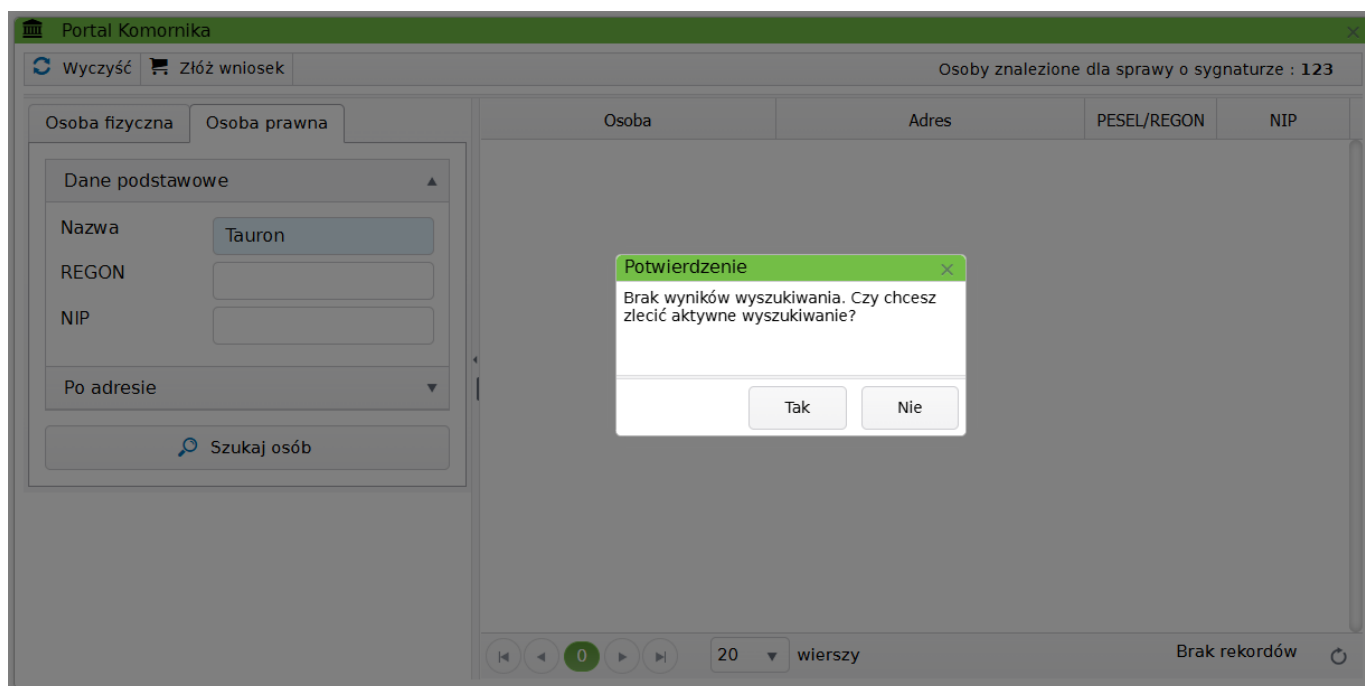 Portal Komornika
Wyczyść Złóż wniosek Osoby znalezione dla sprawy o sygnaturze : 123
Osoba fizyczna Osoba prawna
Osoba Adres PESEL/REGON NIP
Dane podstawowe
Nazwa Tauron
REGON
NIP
Po adresie
Szukaj osób
Potwierdzenie
Brak wyników wyszukiwania. Czy chcesz
zlecić aktywne wyszukiwanie?
Tak Nie
0 20 wierszy Brak rekordów